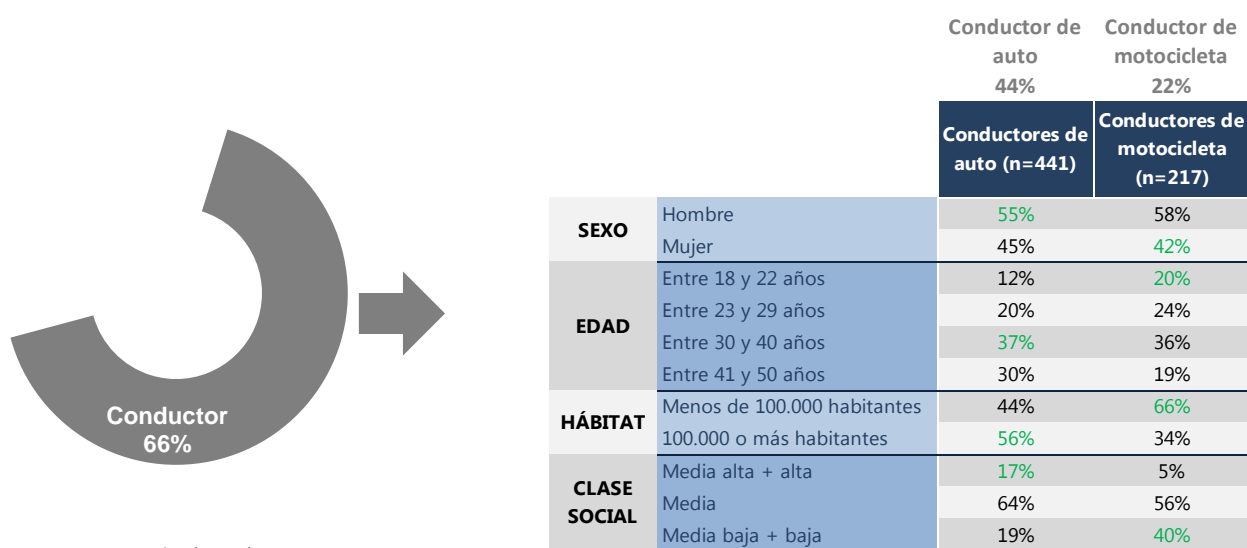 Conductor de Conductor de
auto motocicleta
44% 22%
Conductores de auto (n=441) Conductores de motocicleta (n=217)
Conductor
66%
SEXO Hombre 55% 58%
Mujer 45% 42%
EDAD Entre 18 y 22 años 12% 20%
Entre 23 y 29 años 20% 24%
Entre 30 y 40 años 37% 36%
Entre 41 y 50 años 30% 19%
HÁBITAT Menos de 100.000 habitantes 44% 66%
100.000 o más habitantes 56% 34%
CLASE SOCIAL Media alta + alta 17% 5%
Media 64% 56%
Media baja + baja 19% 40%